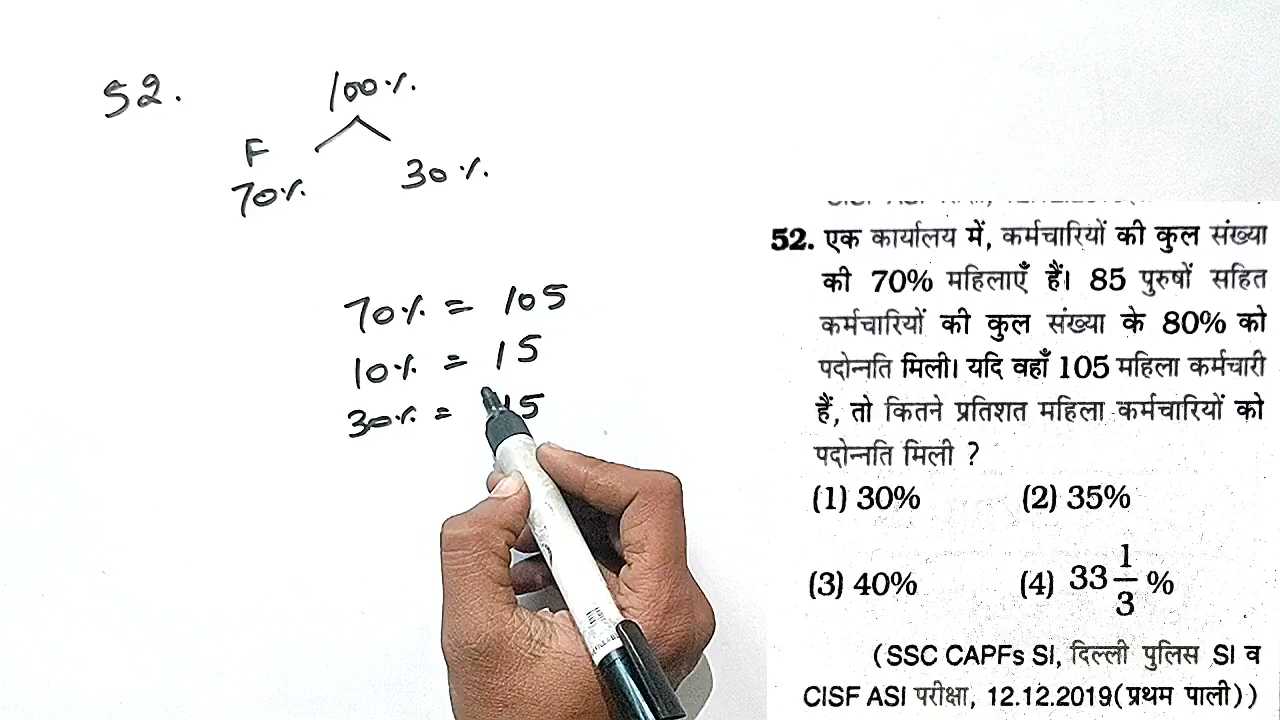 52.
100%
F
70%
30%
70% = 105
10% = 15
30% =
52. एक कार्यालय में, कर्मचारियों की कुल संख्या
की 70% महिलाएँ हैं। 85 पुरुषों सहित
कर्मचारियों की कुल संख्या के 80% को
पदोन्नति मिली। यदि वहाँ 105 महिला कर्मचारी
हैं, तो कितने प्रतिशत महिला कर्मचारियों को
पदोन्नति मिली ?
(1) 30% (2) 35%
(3) 40% (4) 33 1/3 %
(SSC CAPFs SI, दिल्ली पुलिस SI व
CISF ASI परीक्षा, 12.12.2019(प्रथम पाली))